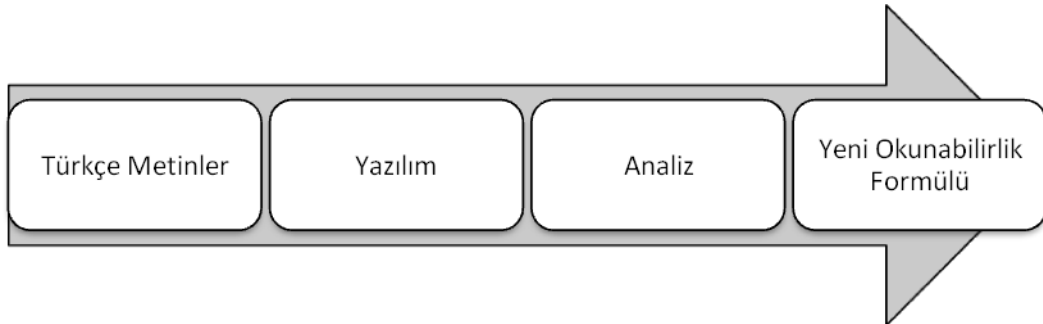 Türkçe Metinler
Yazılım
Analiz
Yeni Okunabilirlik
Formülü